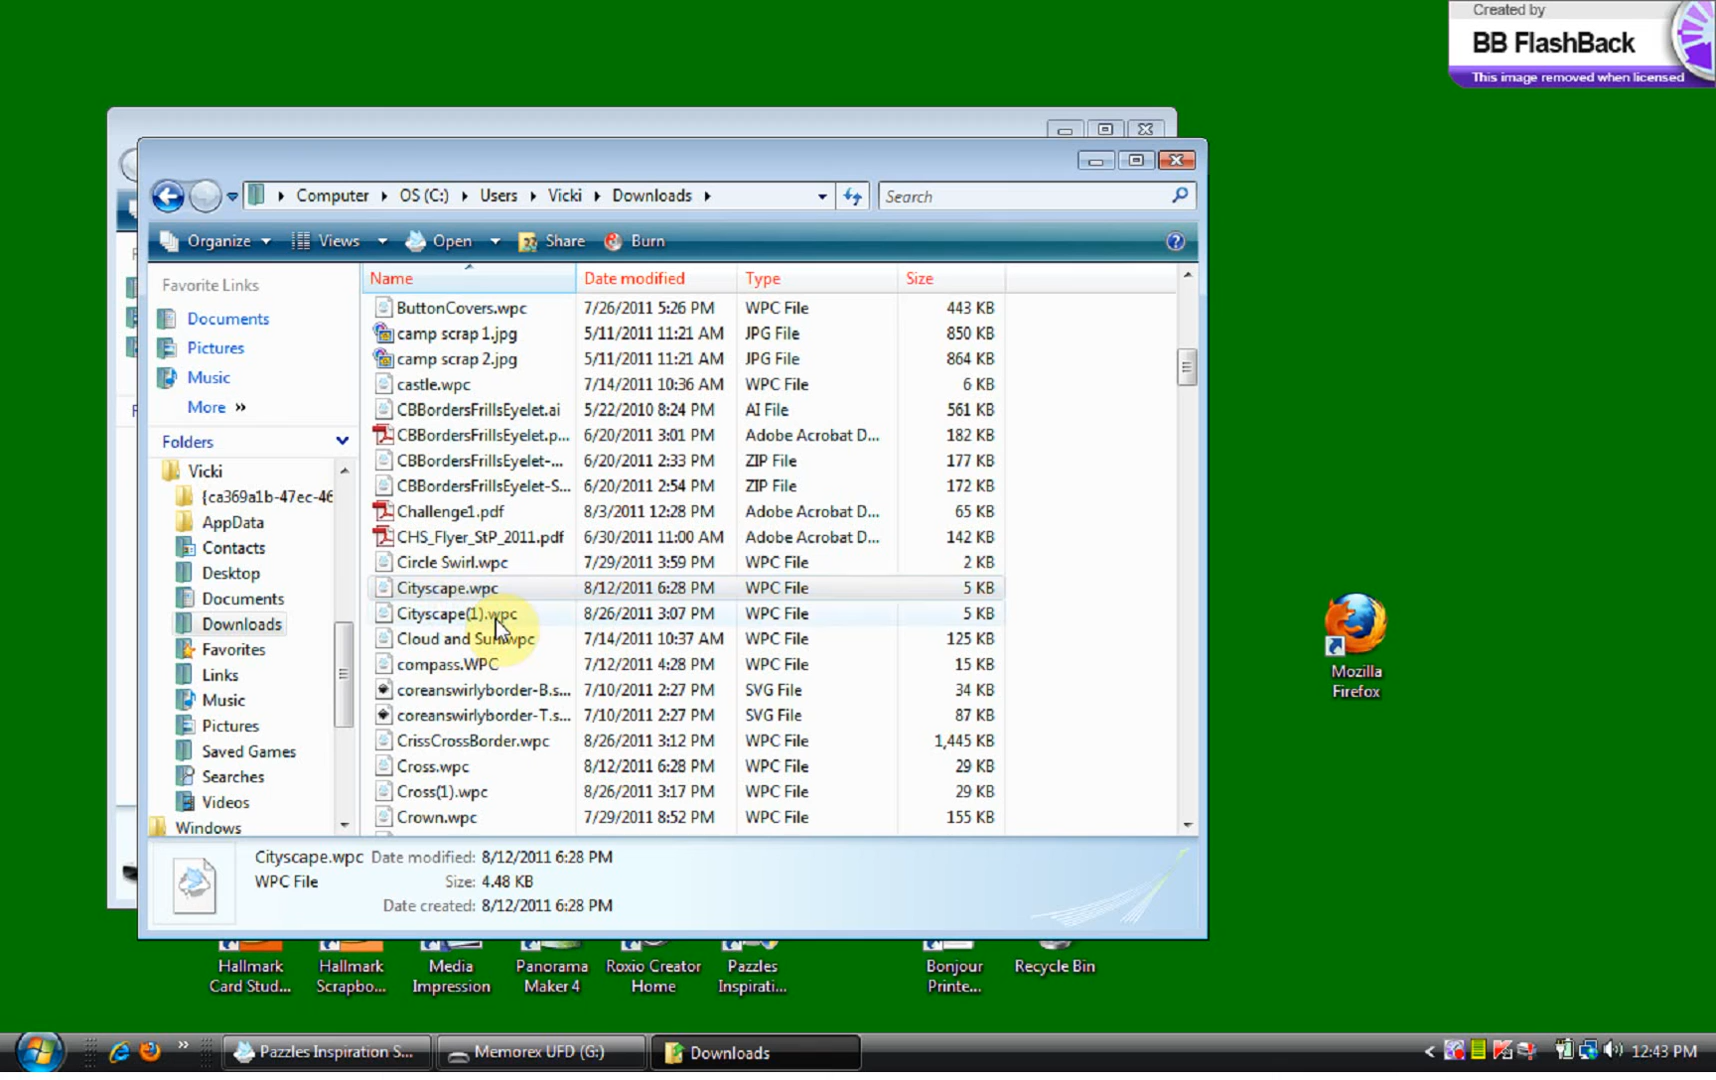 Created by
BB FlashBack
This image removed when licensed
Computer OS (C:) Users Vicki Downloads
Search
Organize Views Open Share Burn
Favorite Links
Documents
Pictures
Music
More »
Folders
Vicki
{ca369a1b-47ec-46
AppData
Contacts
Desktop
Documents
Downloads
Favorites
Links
Music
Pictures
Saved Games
Searches
Videos
Windows
Name Date modified Type Size
ButtonCovers.wpc 7/26/2011 5:26 PM WPC File 443 KB
camp scrap 1.jpg 5/11/2011 11:21 AM JPG File 850 KB
camp scrap 2.jpg 5/11/2011 11:21 AM JPG File 864 KB
castle.wpc 7/14/2011 10:36 AM WPC File 6 KB
CBBordersFrillsEyelet.ai 5/22/2010 8:24 PM AI File 561 KB
CBBordersFrillsEyelet.p... 6/20/2011 3:01 PM Adobe Acrobat D... 182 KB
CBBordersFrillsEyelet-... 6/20/2011 2:33 PM ZIP File 177 KB
CBBordersFrillsEyelet-S... 6/20/2011 2:54 PM ZIP File 172 KB
Challenge1.pdf 8/3/2011 12:28 PM Adobe Acrobat D... 65 KB
CHS_Flyer_StP_2011.pdf 6/30/2011 11:00 AM Adobe Acrobat D... 142 KB
Circle Swirl.wpc 7/29/2011 3:59 PM WPC File 2 KB
Cityscape.wpc 8/12/2011 6:28 PM WPC File 5 KB
Cityscape(1).wpc 8/26/2011 3:07 PM WPC File 5 KB
Cloud and Sun.wpc 7/14/2011 10:37 AM WPC File 125 KB
compass.WPC 7/12/2011 4:28 PM WPC File 15 KB
coreanswirlyborder-B.s... 7/10/2011 2:27 PM SVG File 34 KB
coreanswirlyborder-T.s... 7/10/2011 2:27 PM SVG File 87 KB
CrissCrossBorder.wpc 8/26/2011 3:12 PM WPC File 1,445 KB
Cross.wpc 8/12/2011 6:28 PM WPC File 29 KB
Cross(1).wpc 8/26/2011 3:17 PM WPC File 29 KB
Crown.wpc 7/29/2011 8:52 PM WPC File 155 KB
Cityscape.wpc Date modified: 8/12/2011 6:28 PM
WPC File Size: 4.48 KB
Date created: 8/12/2011 6:28 PM
Mozilla
Firefox
Hallmark
Card Stud...
Hallmark
Scrapbo...
Media
Impression
Panorama
Maker 4
Roxio Creator
Home
Pazzles
Inspirati...
Bonjour
Printe...
Recycle Bin
Pazzles Inspiration S... Memorex UFD (G:) Downloads 12:43 PM